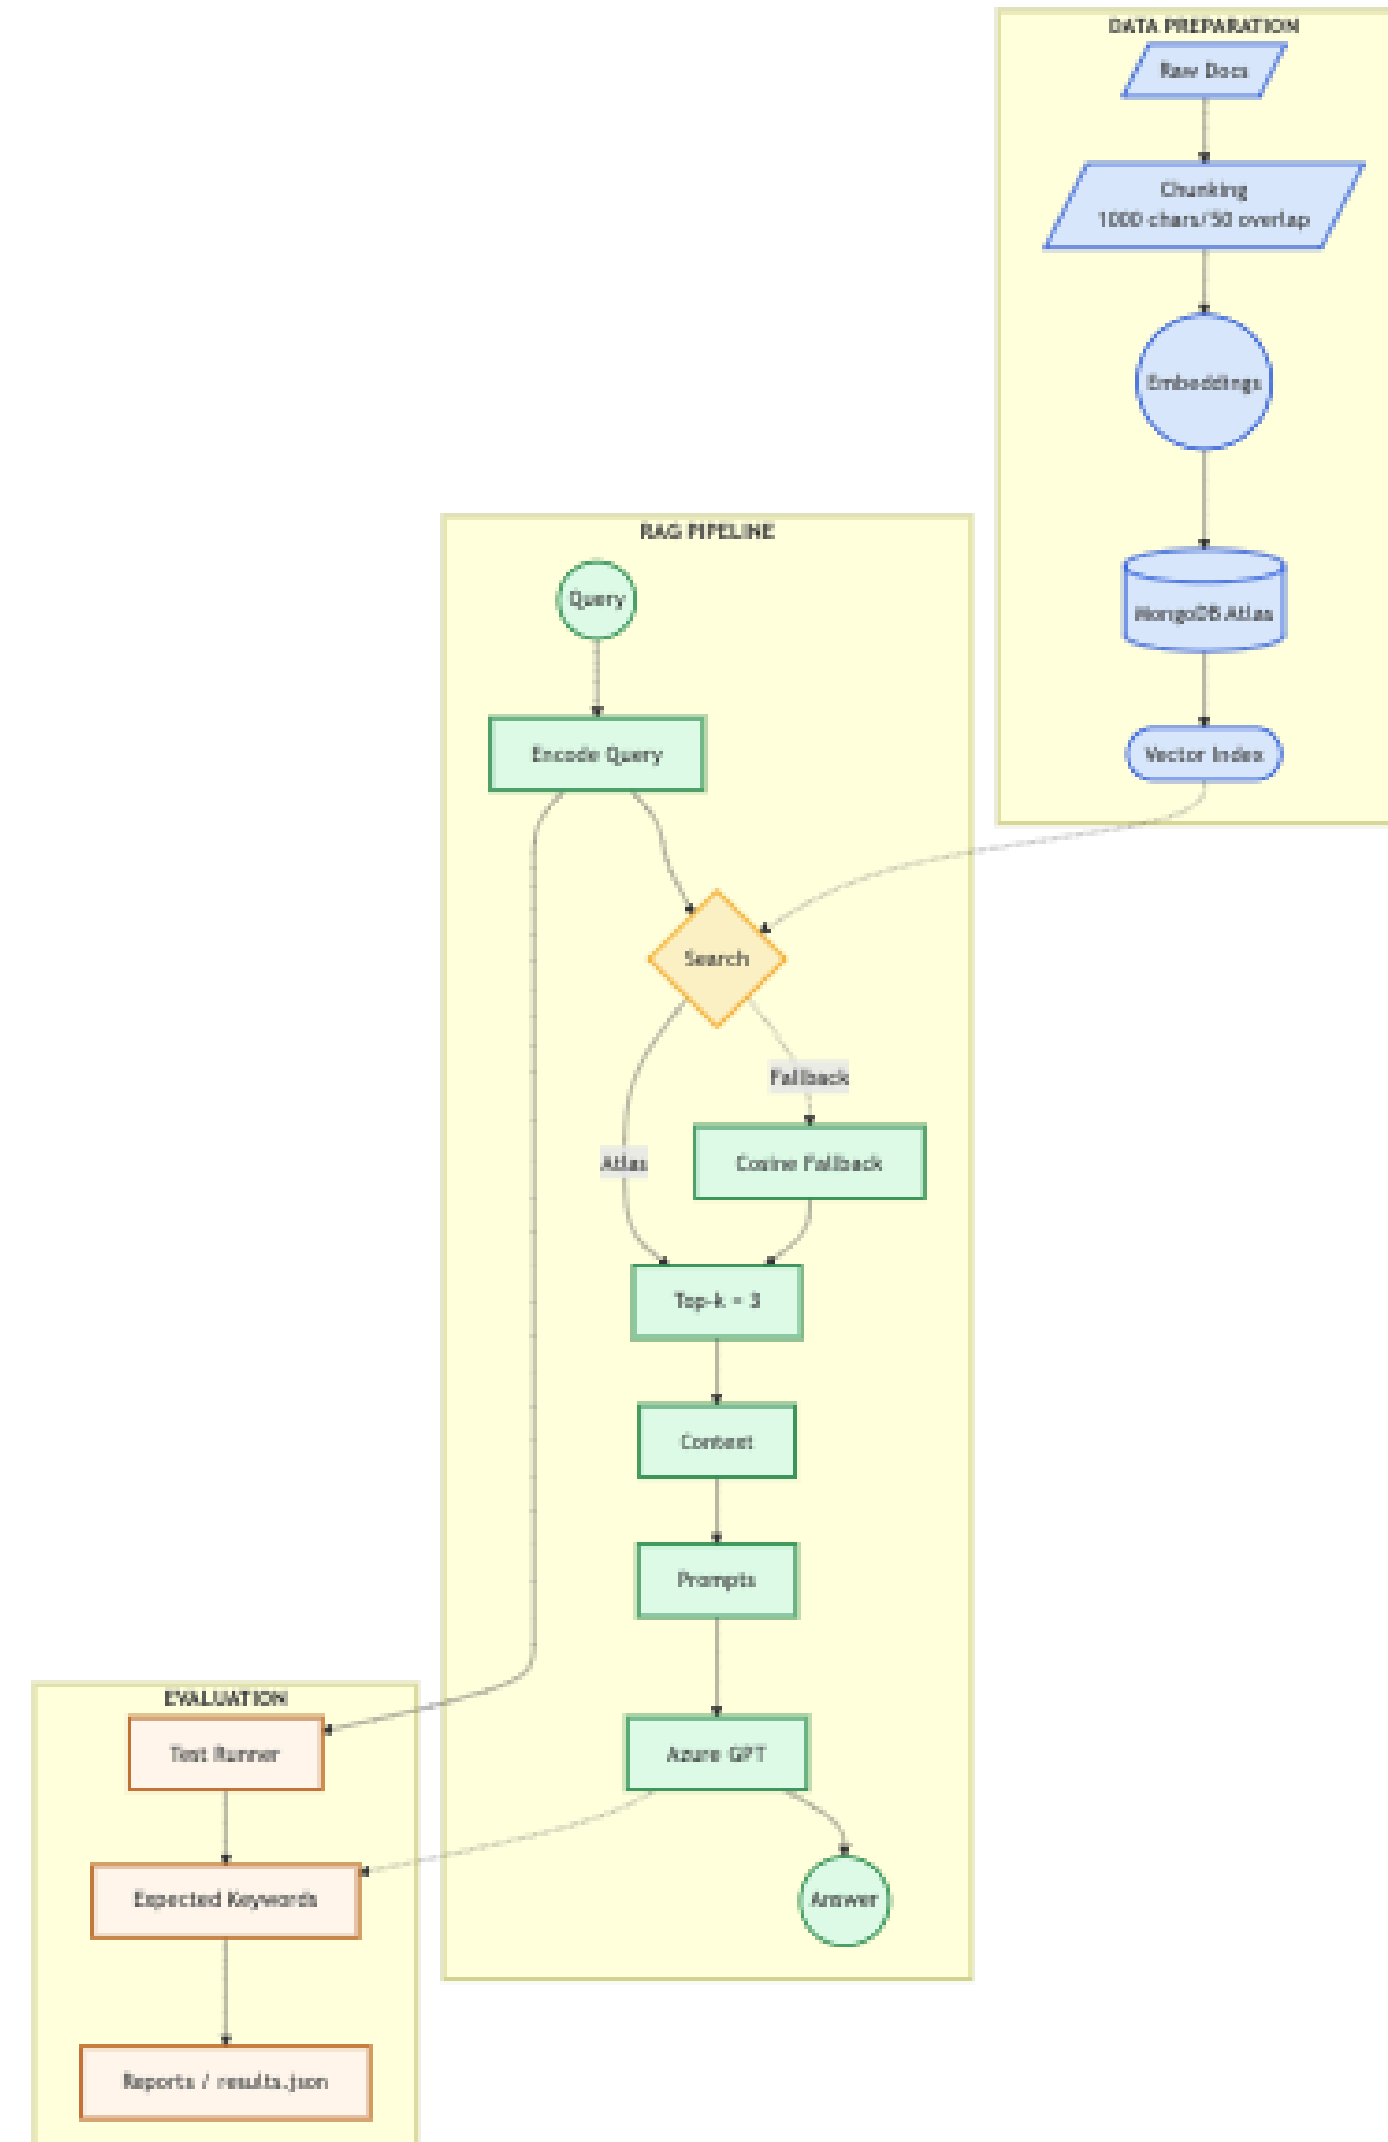 DATA PREPARATION
Raw Docs
Chunking
1000 chars/50 overlap
Embeddings
MongoDB Atlas
Vector Index
RAG PIPELINE
Query
Encode Query
Search
Fallback
Atlas
Cosine Fallback
Top-k = 3
Context
Prompts
Azure GPT
Answer
EVALUATION
Test Runner
Expected Keywords
Reports / results.json